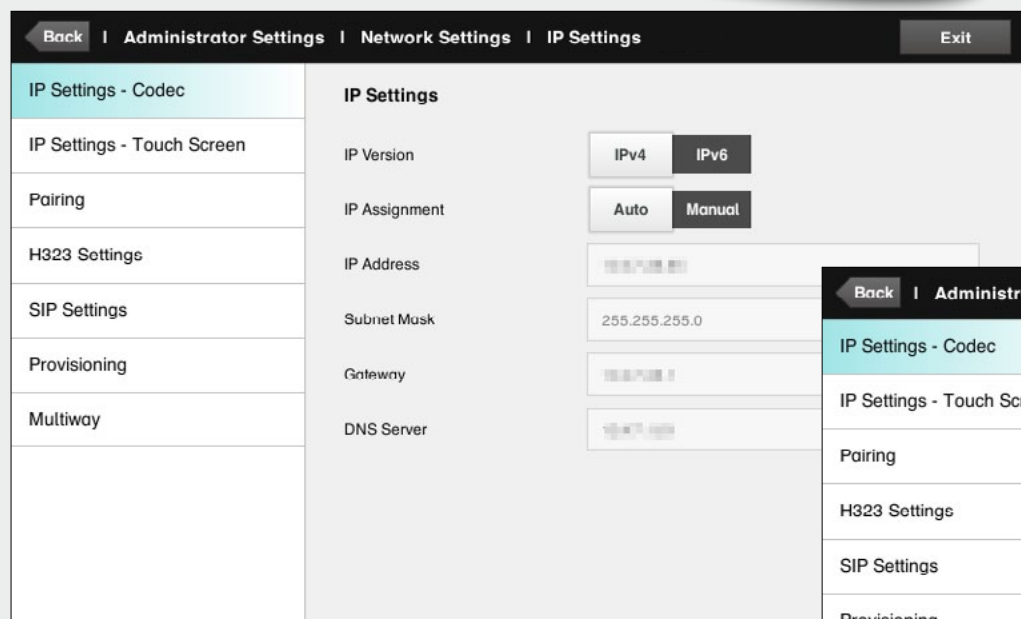 Back | Administrator Settings | Network Settings | IP Settings Exit
IP Settings - Codec
IP Settings - Touch Screen
Pairing
H323 Settings
SIP Settings
Provisioning
Multiway
IP Settings
IP Version IPv4 IPv6
IP Assignment Auto Manual
IP Address
Subnet Mask 255.255.255.0
Gateway
DNS Server
Back | Administr
IP Settings - Codec
IP Settings - Touch Scr
Pairing
H323 Settings
SIP Settings
Provisioning